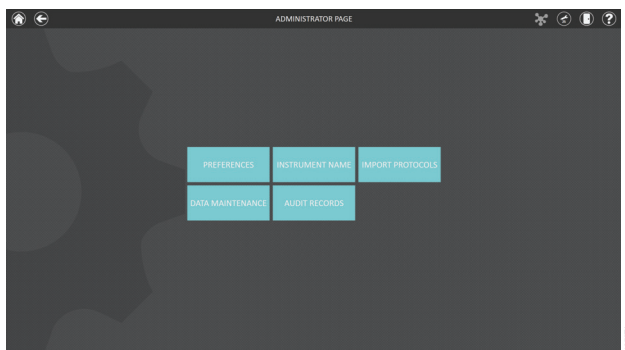 ADMINISTRATOR PAGE
?
PREFERENCES
INSTRUMENT NAME
IMPORT PROTOCOLS
DATA MAINTENANCE
AUDIT RECORDS